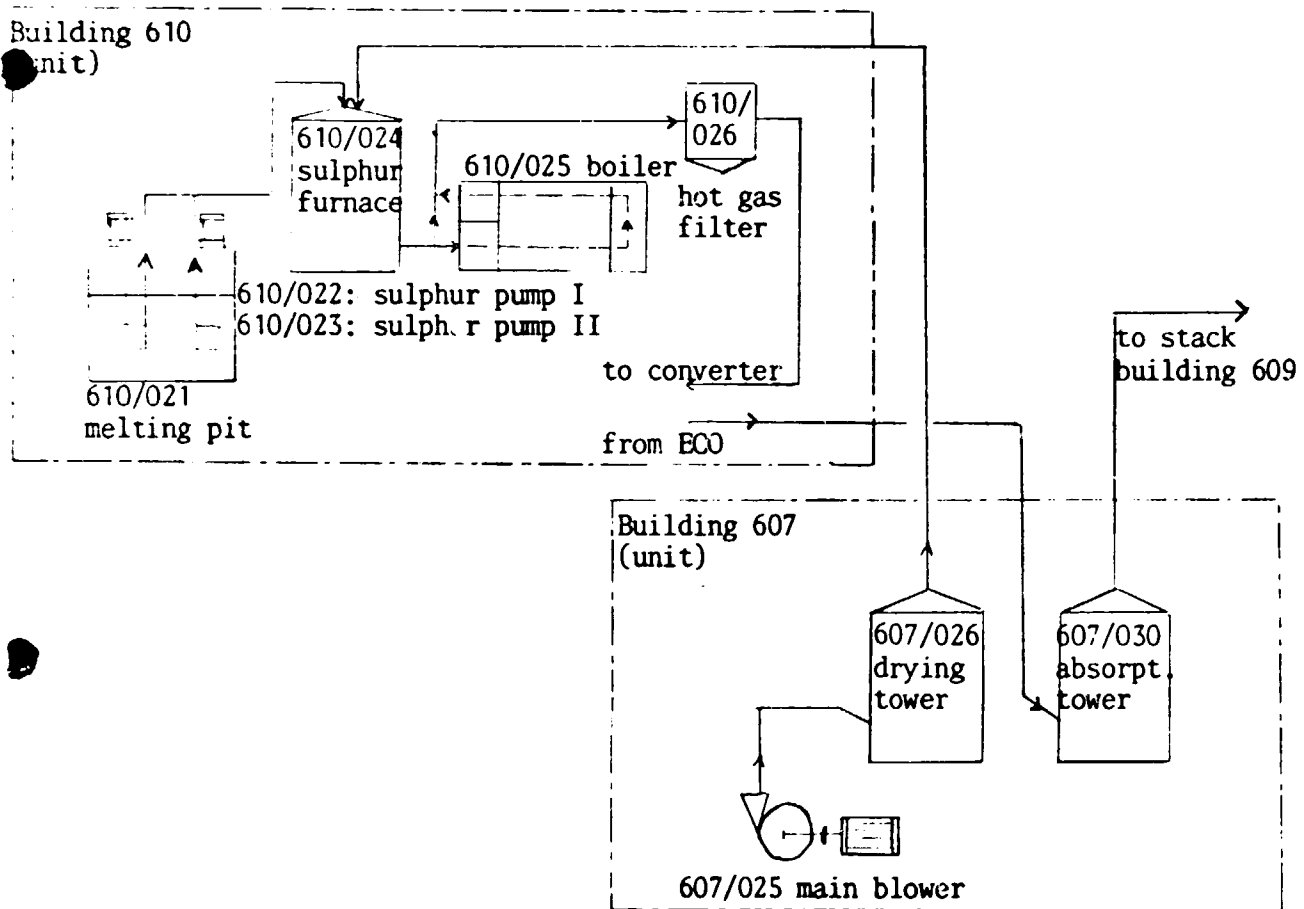 Building 610
610/024
sulphur
furnace
610/
026
610/025 boiler
hot gas
filter
610/022: sulphur pump I
610/023: pump II
610/021
melting pit
to converter
from ECO
to stack
building 609
Building 607
(unit)
607/026
drying
tower
607/030
absorpt.
tower
607/025 main blower